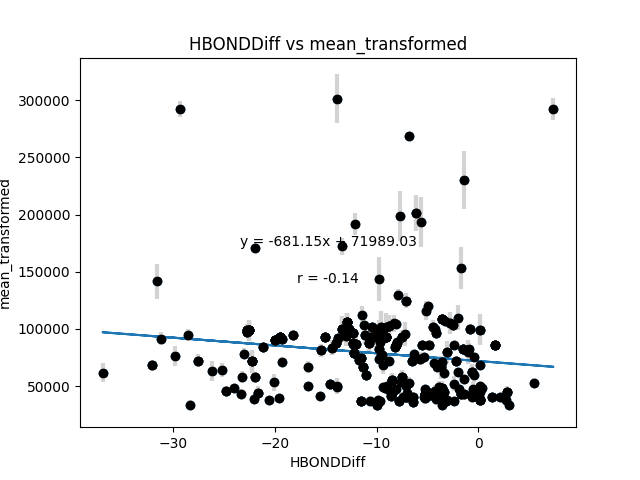 HBONDDiff vs mean_transformed
300000
250000
200000
150000
100000
50000
mean_transformed
y = -681.15x + 71989.03
r = -0.14
−30
−20
−10
0
HBONDDiff